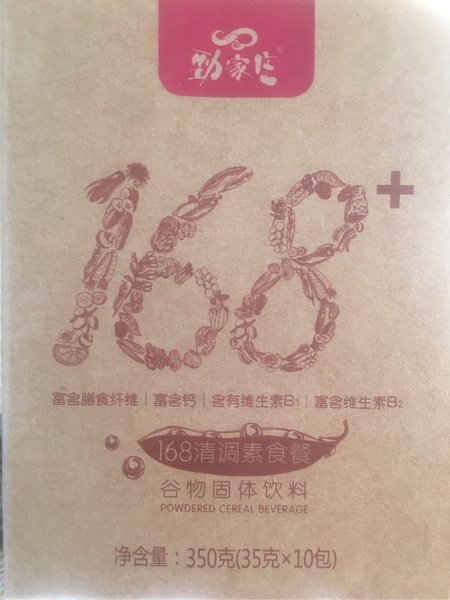 劲家庄
168+
富含膳食纤维|富含钙|含有维生素B1|富含维生素B2
168清调素食餐
谷物固体饮料
POWDERED CEREAL BEVERAGE
净含量:350克(35克×10包)